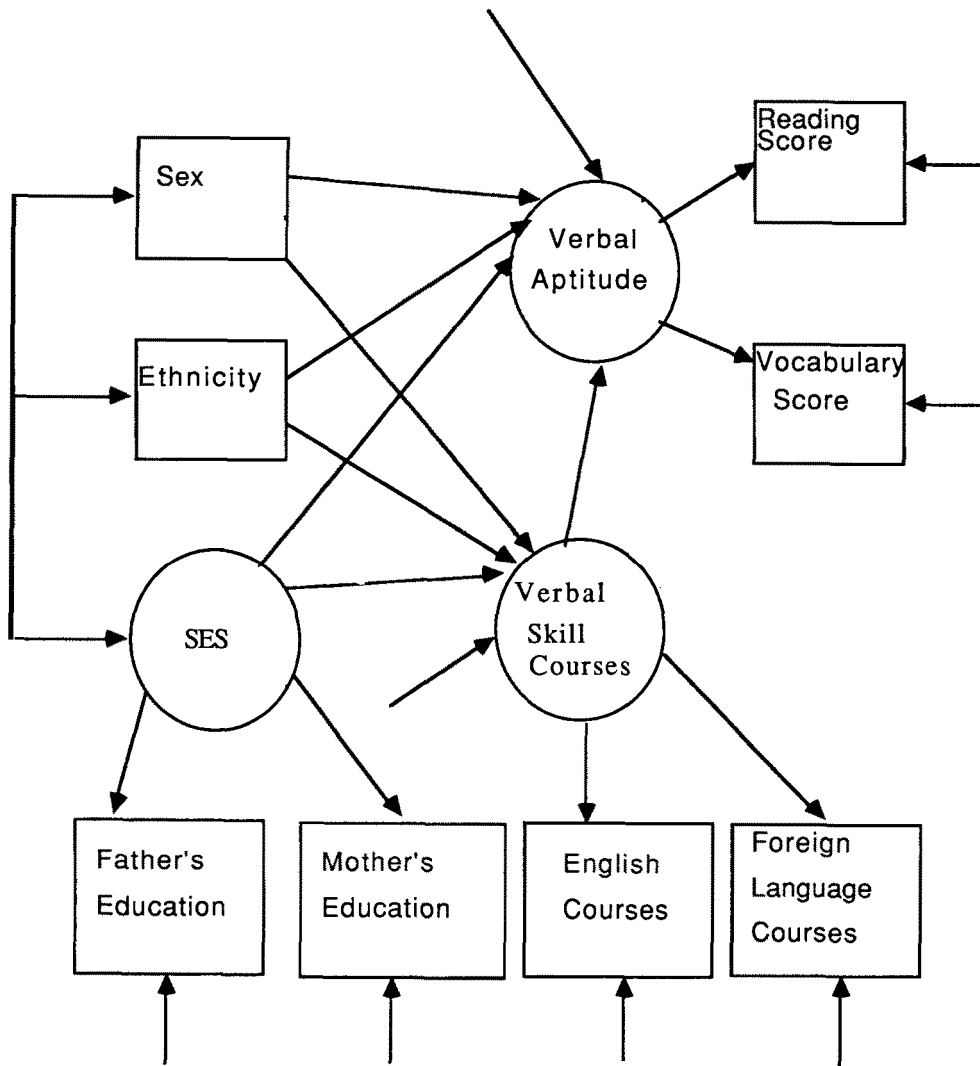 Sex
Reading
Score
Verbal
Aptitude
Ethnicity
Vocabulary
Score
SES
Verbal
Skill
Courses
Father's
Education
Mother's
Education
English
Courses
Foreign
Language
Courses